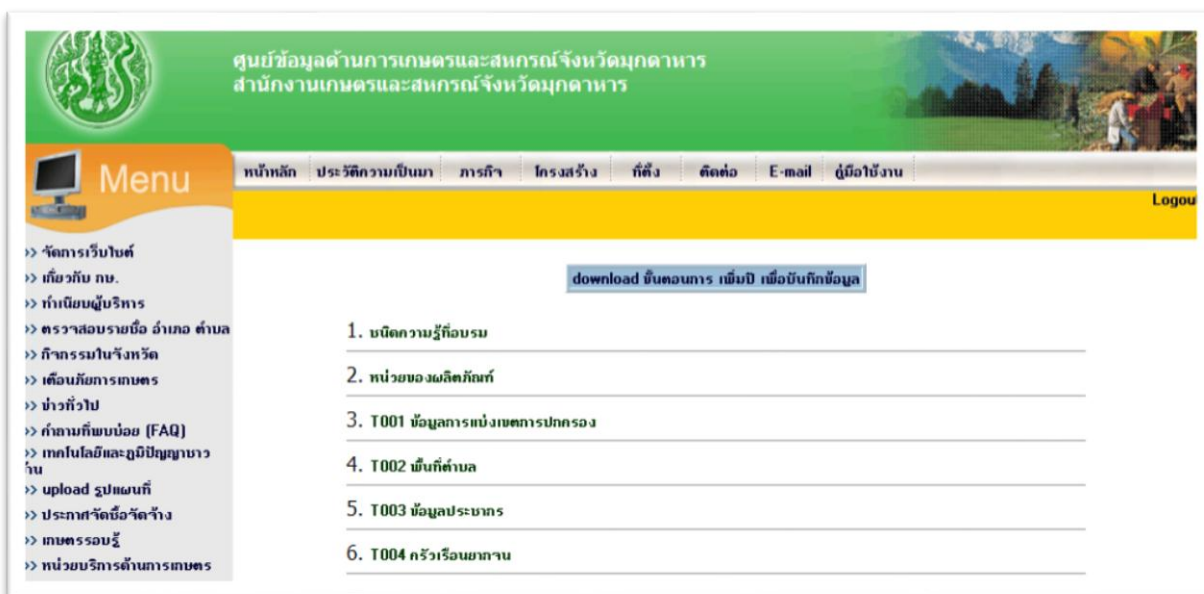 ศูนย์ข้อมูลด้านการเกษตรและสหกรณ์จังหวัดมุกดาหาร
สำนักงานเกษตรและสหกรณ์จังหวัดมุกดาหาร
Menu
หน้าหลัก ประวัติความเป็นมา ภารกิจ โครงสร้าง ที่ตั้ง ติดต่อ E-mail คู่มือใช้งาน
Logou
>> จัดการเว็บไซต์
>> เกี่ยวกับ กษ.
>> ทำเนียบผู้บริหาร
>> ตรวจสอบรายชื่อ อำเภอ ตำบล
>> กิจกรรมในจังหวัด
>> เตือนภัยการเกษตร
>> ข่าวทั่วไป
>> คำถามที่พบบ่อย (FAQ)
>> เทคโนโลยีและภูมิปัญญาชาว
้าน
>> upload รูปแผนที่
>> ประกาศจัดซื้อจัดจ้าง
>> เกษตรรอบรู้
>> หน่วยบริการด้านการเกษตร
download ขั้นตอนการ เพิ่มปี เพื่อบันทึกข้อมูล
1. ชนิดความรู้ที่อบรม
2. หน่วยของผลิตภัณฑ์
3. T001 ข้อมูลการแบ่งเขตการปกครอง
4. T002 พื้นที่ตำบล
5. T003 ข้อมูลประชากร
6. T004 ครัวเรือนยากจน